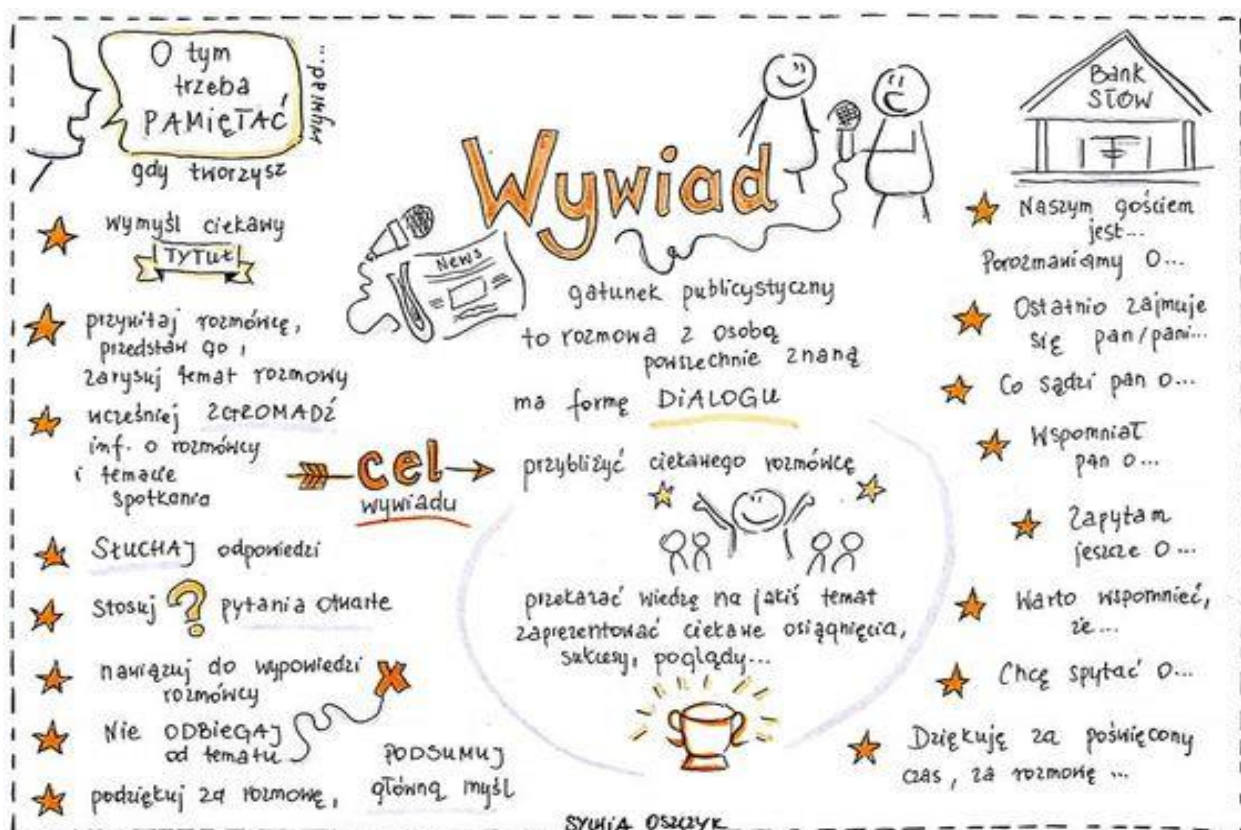 O tym
trzeba
PAMIĘTAĆ
gdy tworzysz
wywiad...
wymyśl ciekawy
TYTUŁ
przywitaj rozmówcę,
przedstaw go,
zarysuj temat rozmowy
wcześniej ZGROMADŹ
inf. o rozmówcy
i temacie
spotkania
SŁUCHAJ odpowiedzi
stosuj ? pytania otwarte
nawiązuj do wypowiedzi
rozmówcy
Nie ODBIEGAJ
od tematu
podziękuj za rozmowę,
PODSUMUJ
główną myśl
Wywiad
News
gatunek publicystyczny
to rozmowa z osobą
powszechnie znaną
ma formę DIALOGU
cel
wywiadu
przybliżyć ciekawego rozmówcę
przekazać wiedzę na jakiś temat
zaprezentować ciekawe osiągnięcia,
sukcesy, poglądy...
Bank
SŁÓW
Naszym gościem
jest...
Porozmawiamy o...
Ostatnio zajmuje
się pan/pani...
Co sądzi pan o...
Wspomniał
pan o...
Zapytam
jeszcze o...
Warto wspomnieć,
że...
Chcę spytać o...
Dziękuję za poświęcony
czas, za rozmowę ...
SYLWIA OSZCZYK